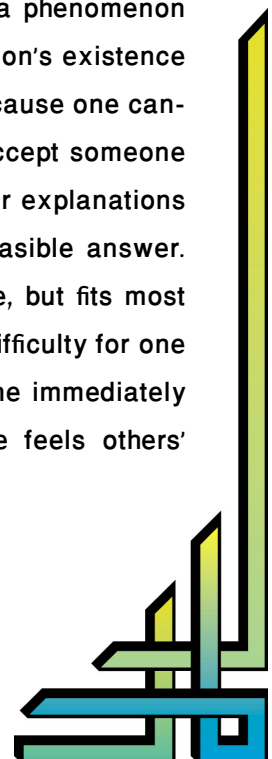 a phenomenon
on’s existence
cause one can-
ccept someone
r explanations
asible answer.
e, but fits most
ifficulty for one
ne immediately
e feels others’